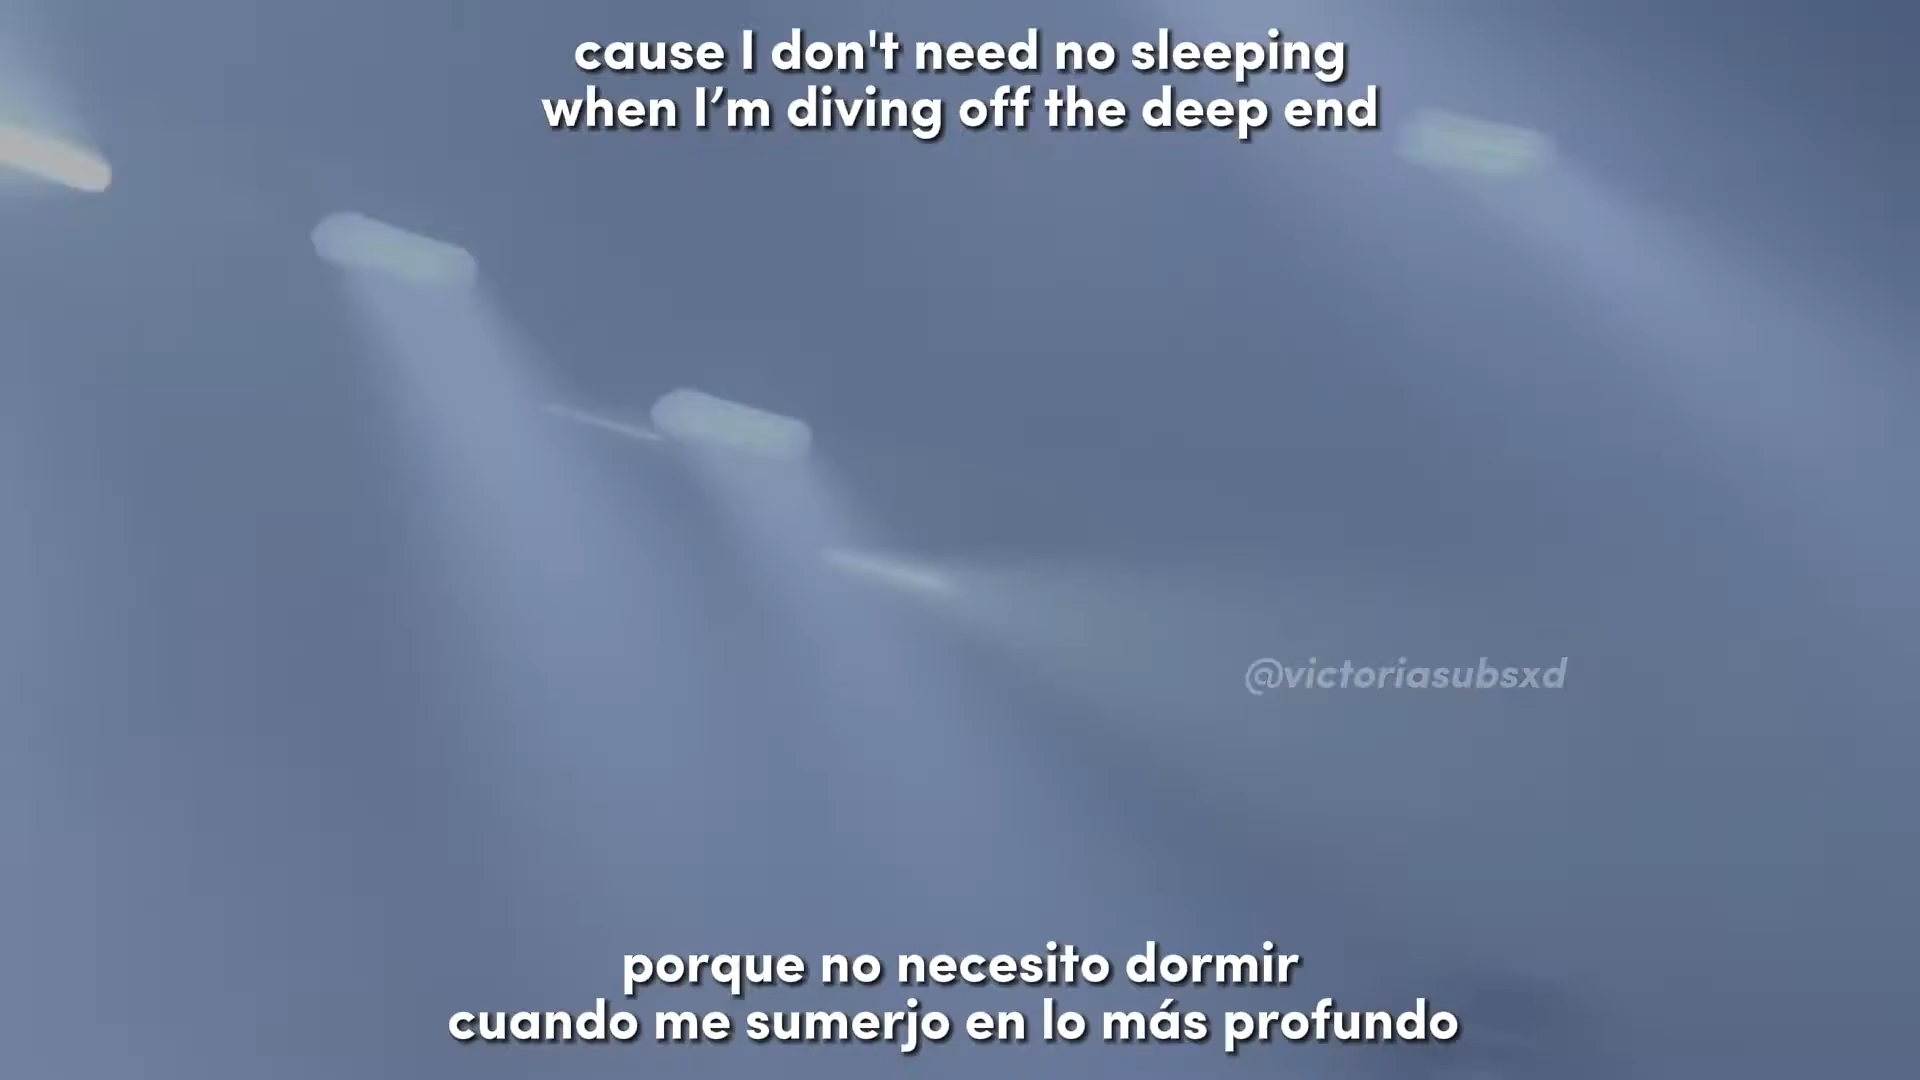 cause I don't need no sleeping
when I’m diving off the deep end
@victoriasubsxd
porque no necesito dormir
cuando me sumerjo en lo más profundo